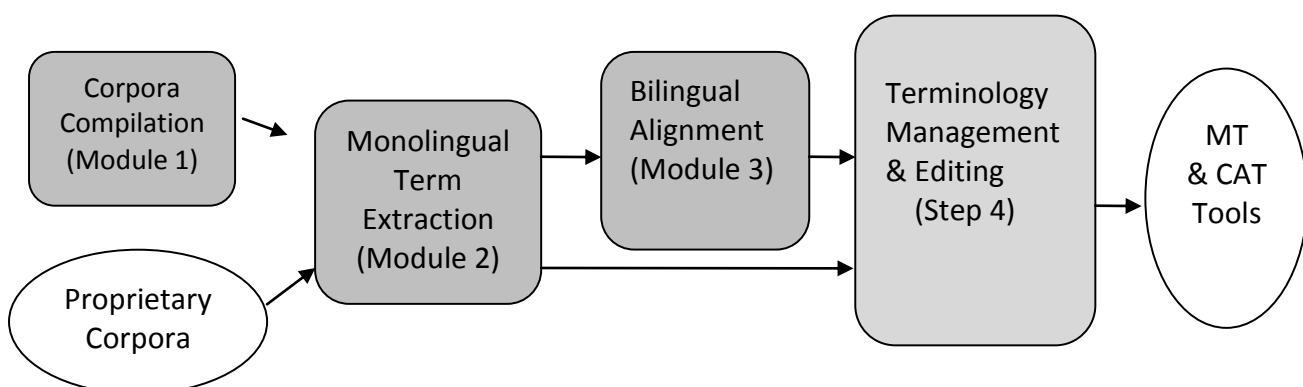 Corpora
Compilation
(Module 1)
Proprietary
Corpora
Monolingual
Term
Extraction
(Module 2)
Bilingual
Alignment
(Module 3)
Terminology
Management
& Editing
(Step 4)
MT
& CAT
Tools